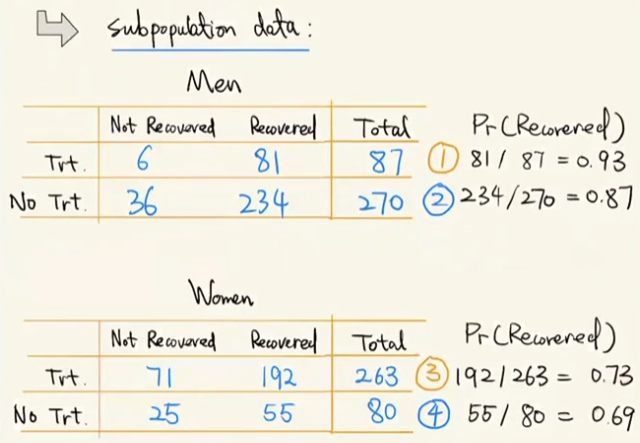 subpopulation data:
Men
Not Recovered Recovered Total Pr(Recovered)
Trt. 6 81 87 ① 81/87 = 0.93
No Trt. 36 234 270 ② 234/270 = 0.87
Women
Not Recovered Recovered Total Pr(Recovered)
Trt. 71 192 263 ③ 192/263 = 0.73
No Trt. 25 55 80 ④ 55/80 = 0.69